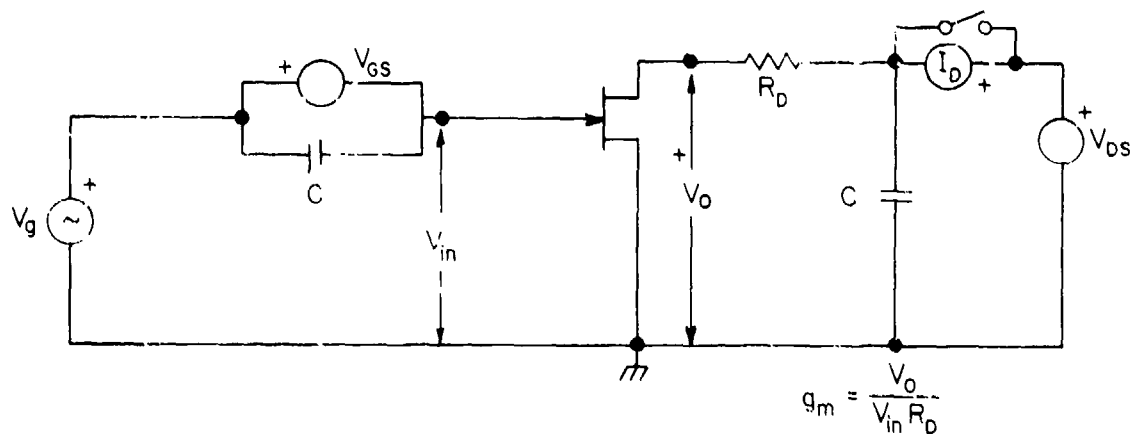 + V_GS
C
+ V_g ~
V_in
+ V_o
R_D
I_D +
+ V_DS
C
g_m = V_o / V_in R_D